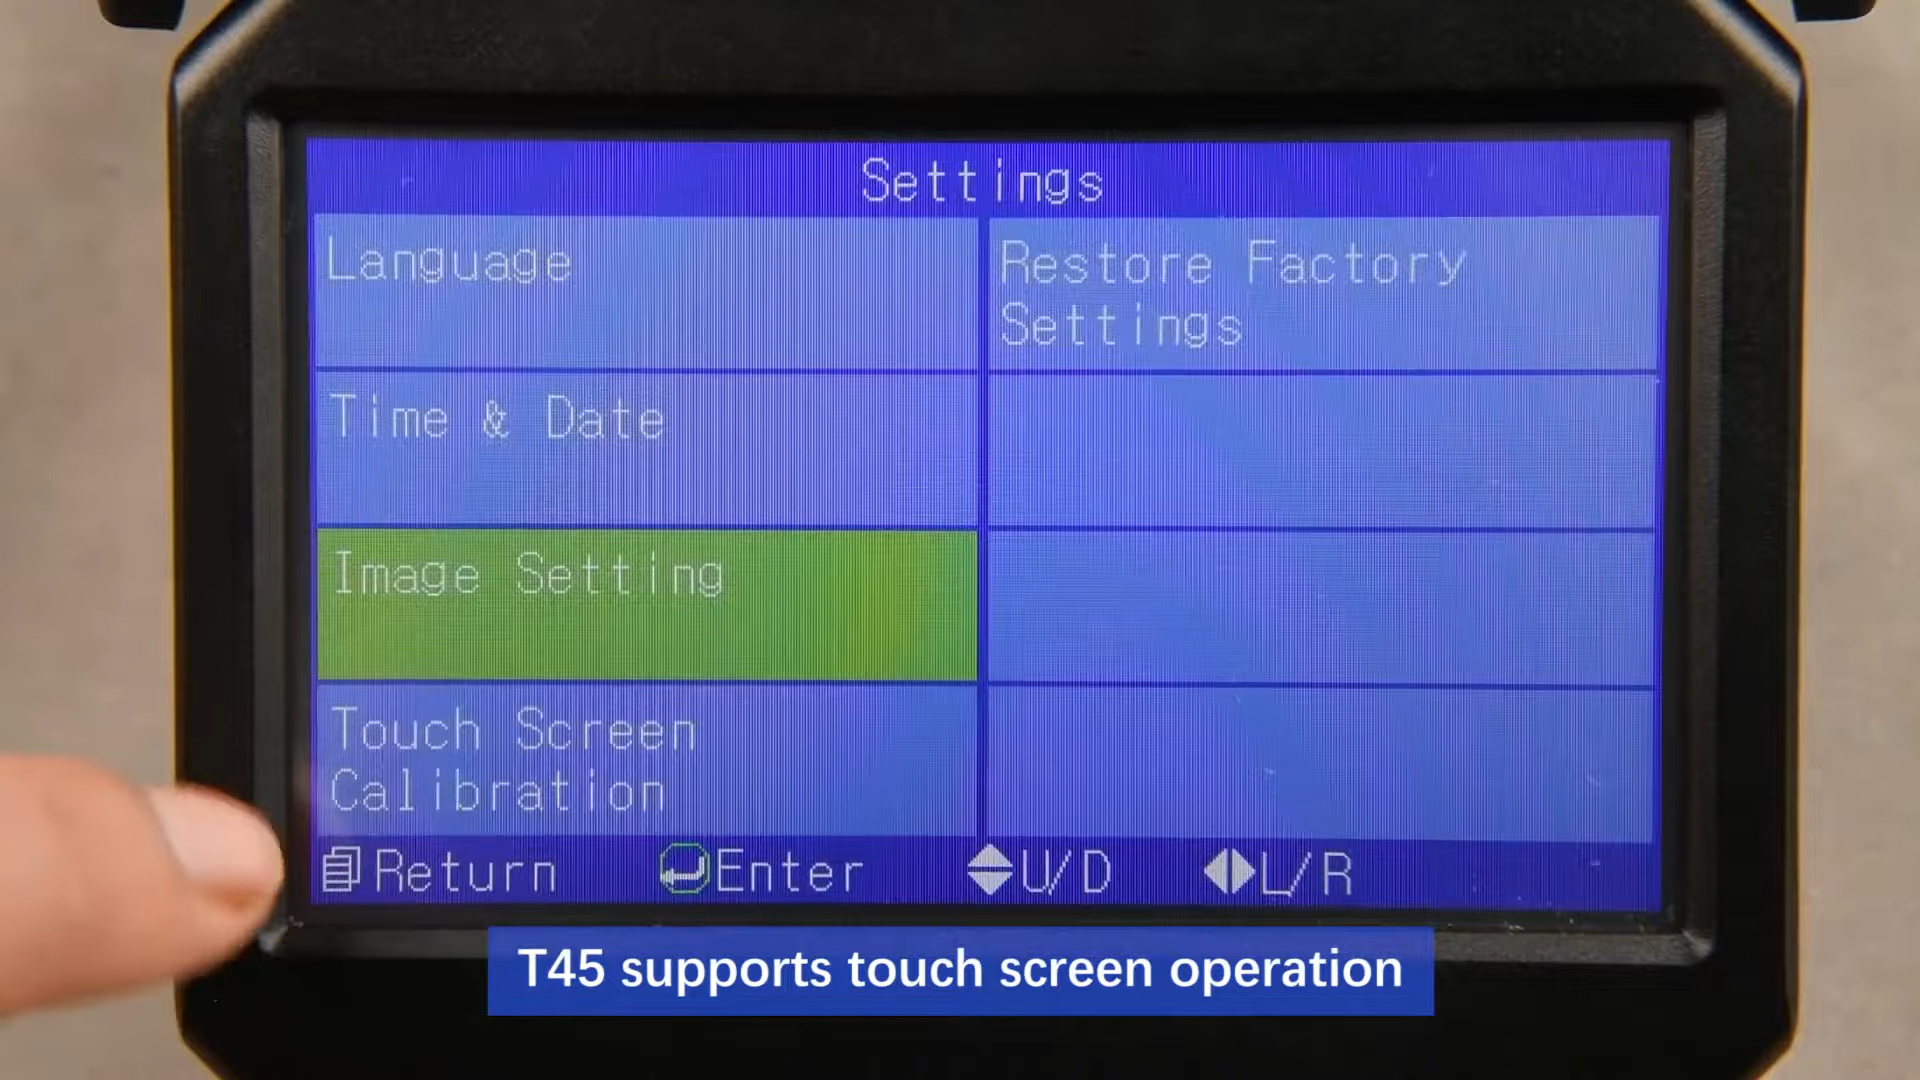 Settings
Language
Restore Factory
Settings
Time & Date
Image Setting
Touch Screen
Calibration
Return Enter U/D L/R
T45 supports touch screen operation